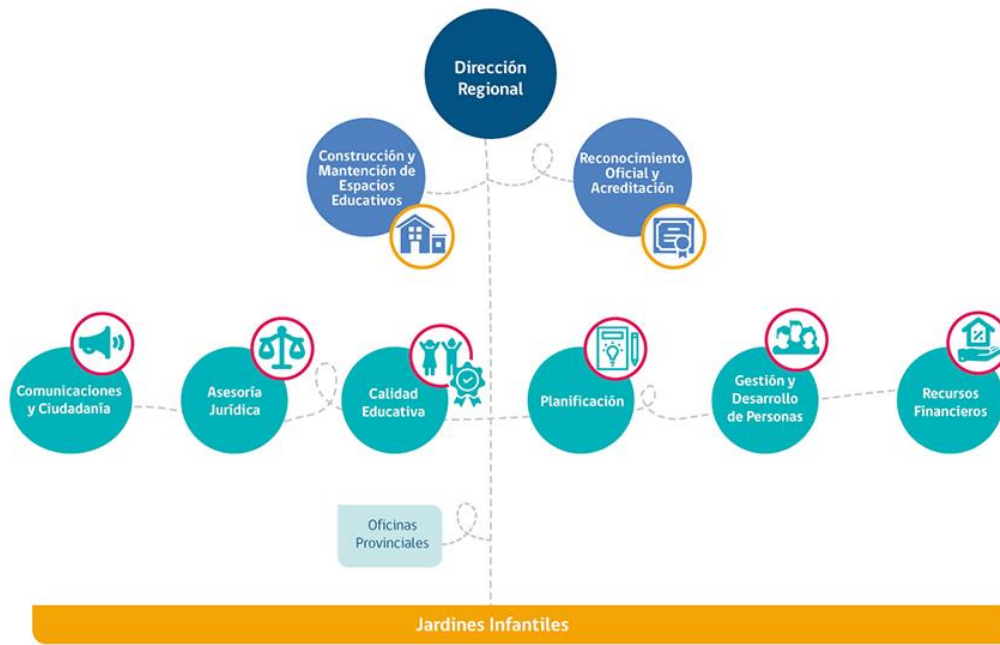 Dirección
Regional
Construcción y
Mantención de
Espacios
Educativos
Reconocimiento
Oficial y
Acreditación
Comunicaciones
y Ciudadanía
Asesoría
Jurídica
Calidad
Educativa
Planificación
Gestión y
Desarrollo
de Personas
Recursos
Financieros
Oficinas
Provinciales
Jardines Infantiles